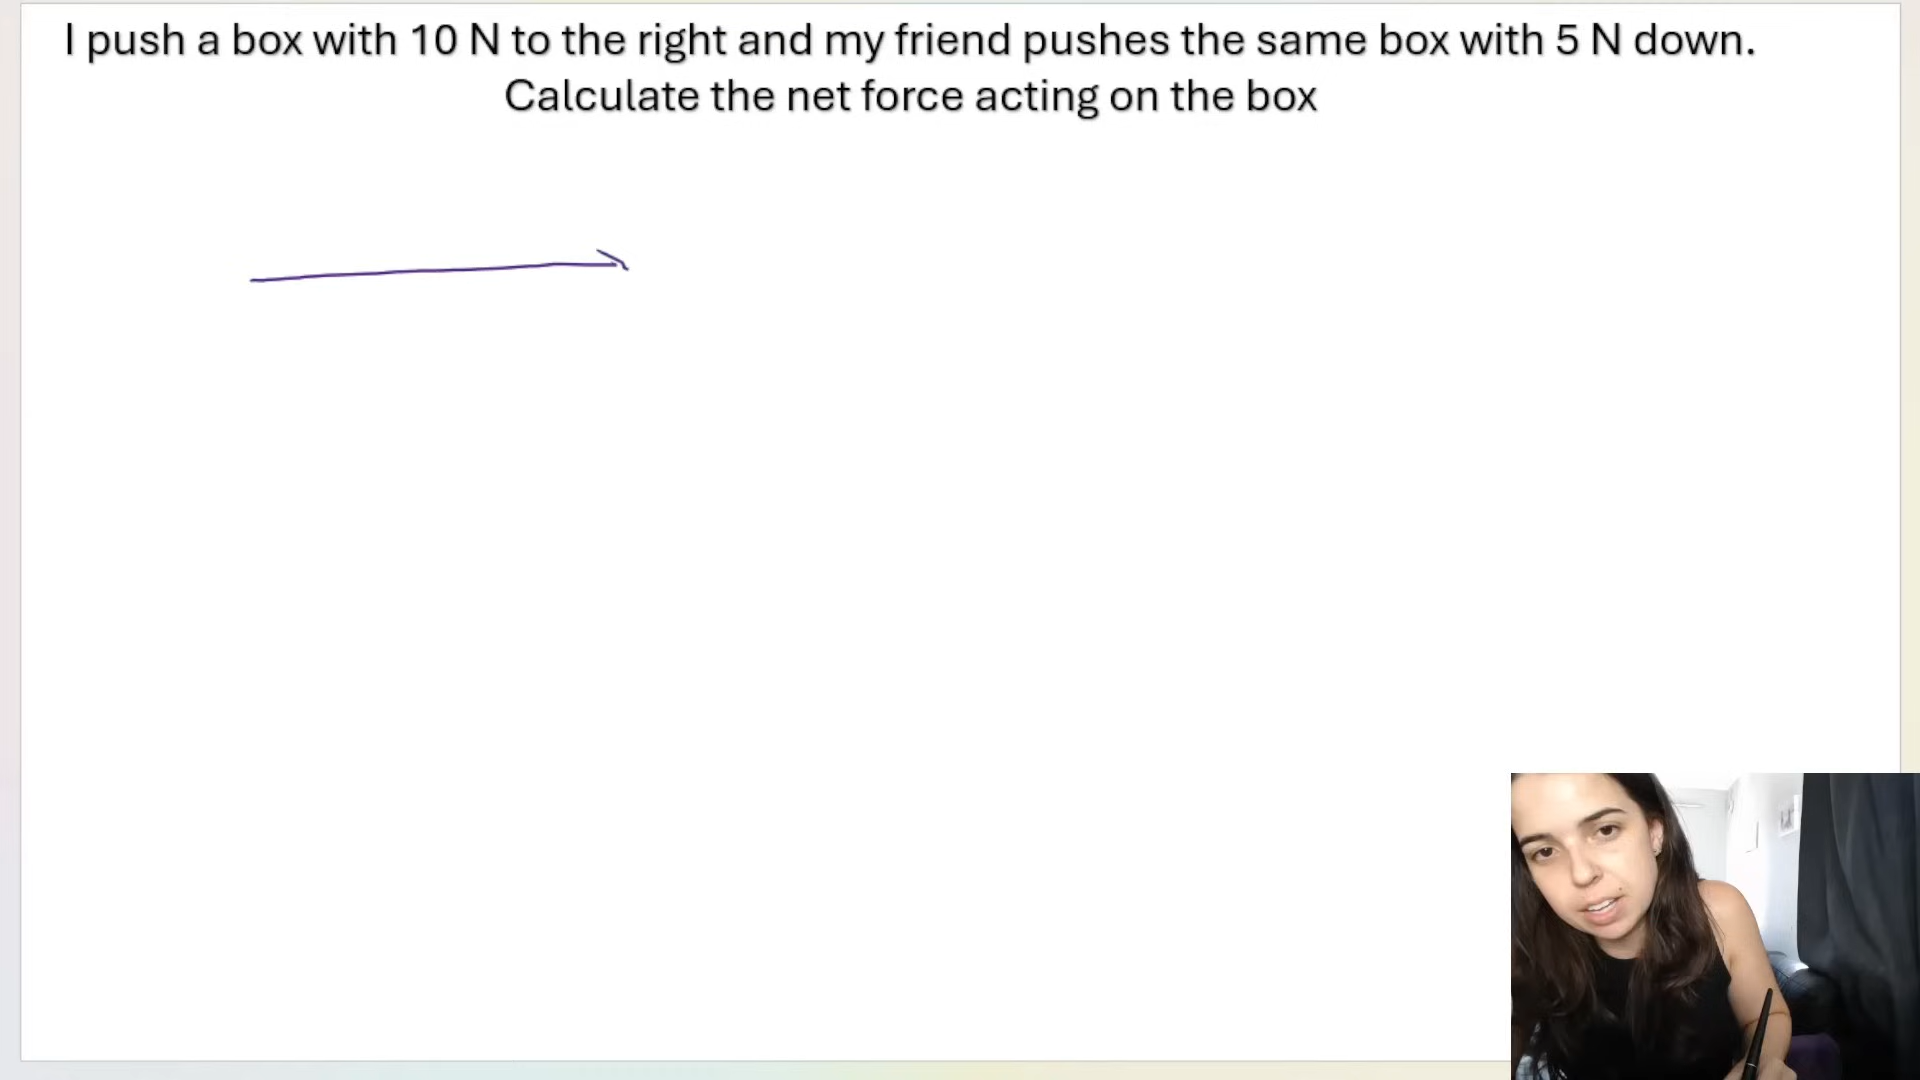 I push a box with 10 N to the right and my friend pushes the same box with 5 N down.
Calculate the net force acting on the box